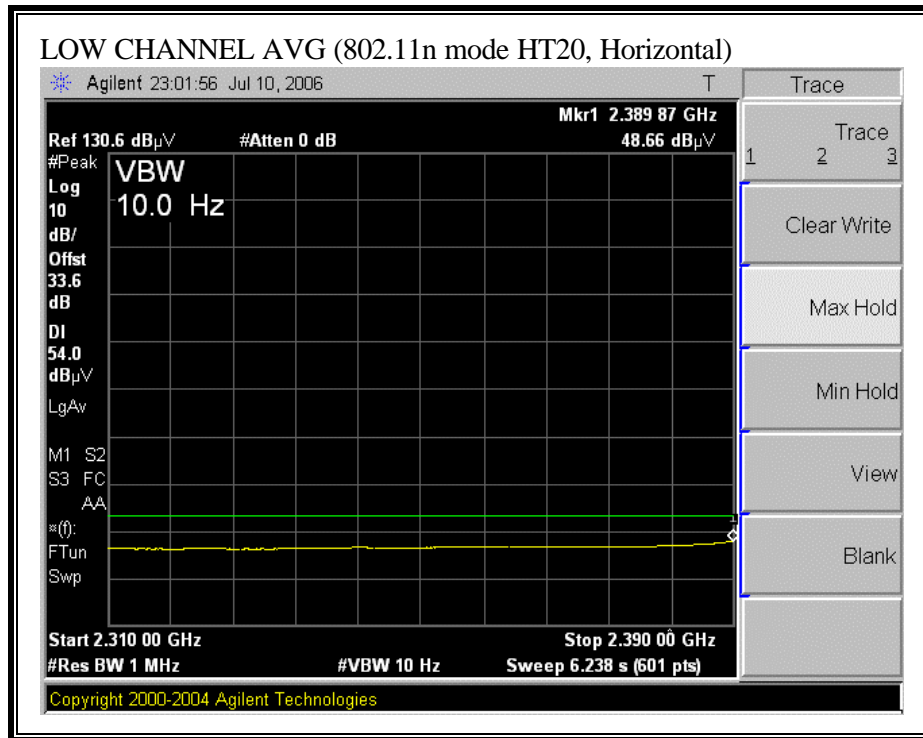 LOW CHANNEL AVG (802.11n mode HT20, Horizontal)
Agilent 23:01:56 Jul 10, 2006 T
Trace
Mkr1 2.389 87 GHz
Ref 130.6 dBµV #Atten 0 dB 48.66 dBµV
#Peak
Log
10
dB/
Offst
33.6
dB
DI
54.0
dBµV
LgAv
M1 S2
S3 FC
AA
¤(f):
FTun
Swp
VBW
10.0 Hz
1
Start 2.310 00 GHz Stop 2.390 00 GHz
#Res BW 1 MHz #VBW 10 Hz Sweep 6.238 s (601 pts)
Trace
1 2 3
Clear Write
Max Hold
Min Hold
View
Blank
Copyright 2000-2004 Agilent Technologies